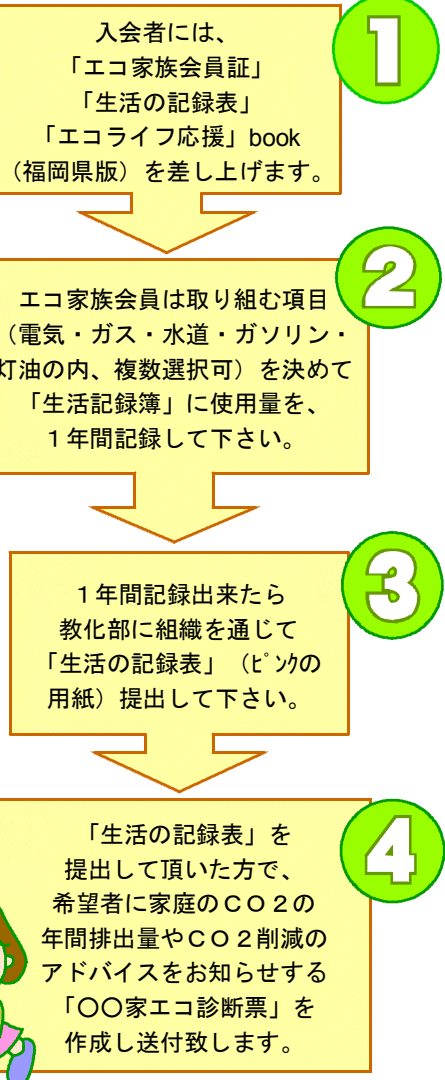 1
入会者には、
「エコ家族会員証」
「生活の記録表」
「エコライフ応援」book
（福岡県版）を差し上げます。
2
エコ家族会員は取り組む項目
（電気・ガス・水道・ガソリン・
灯油の内、複数選択可）を決めて
「生活記録簿」に使用量を、
１年間記録して下さい。
3
１年間記録出来たら
教化部に組織を通じて
「生活の記録表」（ﾋﾟﾝｸの
用紙）提出して下さい。
4
「生活の記録表」を
提出して頂いた方で、
希望者に家庭のＣＯ２の
年間排出量やＣＯ２削減の
アドバイスをお知らせする
「〇〇家エコ診断票」を
作成し送付致します。